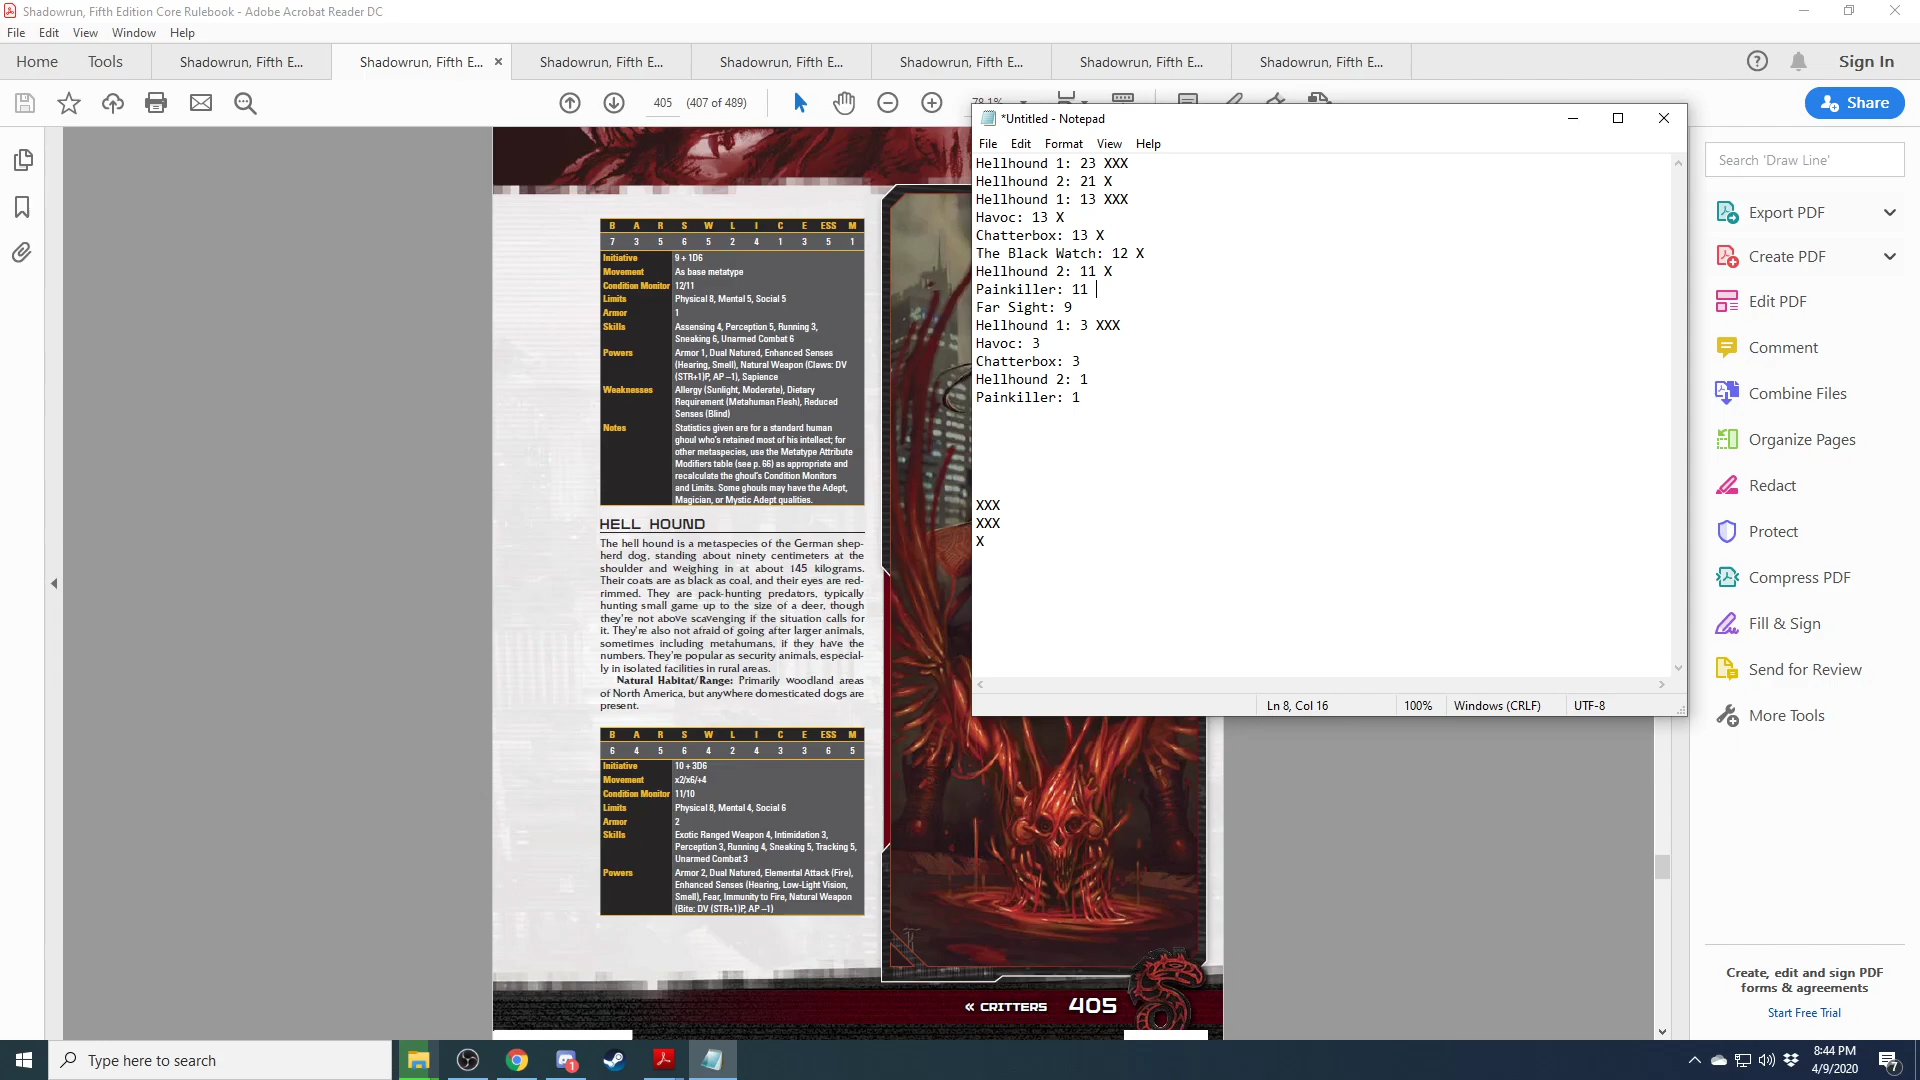 Shadowrun, Fifth Edition Core Rulebook - Adobe Acrobat Reader DC
File Edit View Window Help
Home Tools Shadowrun, Fifth E... Shadowrun, Fifth E... × Shadowrun, Fifth E... Shadowrun, Fifth E... Shadowrun, Fifth E... Shadowrun, Fifth E... Shadowrun, Fifth E... Sign In
405 (407 of 489)
Share
*Untitled - Notepad
File Edit Format View Help
Hellhound 1: 23 XXX
Hellhound 2: 21 X
Hellhound 1: 13 XXX
Havoc: 13 X
Chatterbox: 13 X
The Black Watch: 12 X
Hellhound 2: 11 X
Painkiller: 11
Far Sight: 9
Hellhound 1: 3 XXX
Havoc: 3
Chatterbox: 3
Hellhound 2: 1
Painkiller: 1
XXX
XXX
X
Ln 8, Col 16 100% Windows (CRLF) UTF-8
B A R S W L I C E ESS M
7 3 5 6 5 2 4 1 3 5 1
Initiative 9 + 1D6
Movement As base metatype
Condition Monitor 12/11
Limits Physical 8, Mental 5, Social 5
Armor 1
Skills Assensing 4, Perception 5, Running 3,
Sneaking 6, Unarmed Combat 6
Powers Armor 1, Dual Natured, Enhanced Senses
(Hearing, Smell), Natural Weapon (Claws: DV
(STR+1)P, AP –1), Sapience
Weaknesses Allergy (Sunlight, Moderate), Dietary
Requirement (Metahuman Flesh), Reduced
Senses (Blind)
Notes Statistics given are for a standard human
ghoul who's retained most of his intellect; for
other metaspecies, use the Metatype Attribute
Modifiers table (see p. 66) as appropriate and
recalculate the ghoul's Condition Monitors
and Limits. Some ghouls may have the Adept,
Magician, or Mystic Adept qualities.
HELL HOUND
The hell hound is a metaspecies of the German shep-
herd dog, standing about ninety centimeters at the
shoulder and weighing in at about 145 kilograms.
Their coats are as black as coal, and their eyes are red-
rimmed. They are pack-hunting predators, typically
hunting small game up to the size of a deer, though
they're not above scavenging if the situation calls for
it. They're also not afraid of going after larger animals,
sometimes including metahumans, if they have the
numbers. They're popular as security animals, especial-
ly in isolated facilities in rural areas.
Natural Habitat/Range: Primarily woodland areas
of North America, but anywhere domesticated dogs are
present.
B A R S W L I C E ESS M
6 4 5 6 4 2 4 3 3 6 5
Initiative 10 + 3D6
Movement x2/x6/+4
Condition Monitor 11/10
Limits Physical 8, Mental 4, Social 6
Armor 2
Skills Exotic Ranged Weapon 4, Intimidation 3,
Perception 3, Running 4, Sneaking 5, Tracking 5,
Unarmed Combat 3
Powers Armor 2, Dual Natured, Elemental Attack (Fire),
Enhanced Senses (Hearing, Low-Light Vision,
Smell), Fear, Immunity to Fire, Natural Weapon
(Bite: DV (STR+1)P, AP –1)
« CRITTERS 405
Search 'Draw Line'
Export PDF
Create PDF
Edit PDF
Comment
Combine Files
Organize Pages
Redact
Protect
Compress PDF
Fill & Sign
Send for Review
More Tools
Create, edit and sign PDF
forms & agreements
Start Free Trial
Type here to search
1
8:44 PM
4/9/2020
7